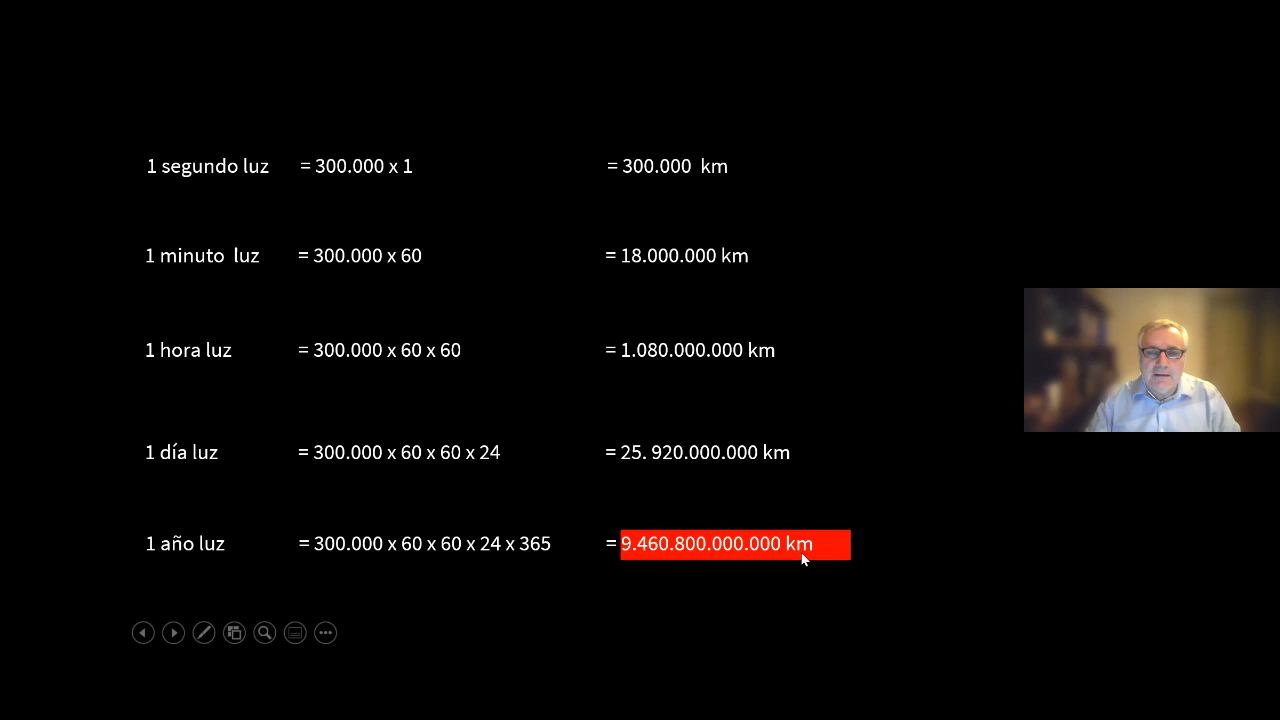 1 segundo luz = 300.000 x 1 = 300.000 km
1 minuto luz = 300.000 x 60 = 18.000.000 km
1 hora luz = 300.000 x 60 x 60 = 1.080.000.000 km
1 día luz = 300.000 x 60 x 60 x 24 = 25. 920.000.000 km
1 año luz = 300.000 x 60 x 60 x 24 x 365 = 9.460.800.000.000 km